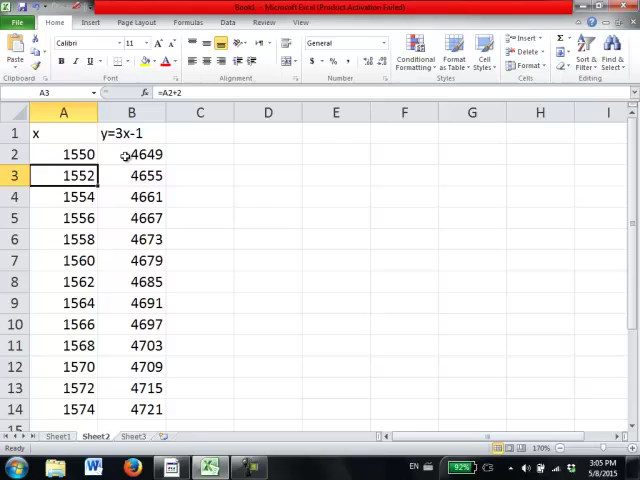 Book1 - Microsoft Excel (Product Activation Failed)
File Home Insert Page Layout Formulas Data Review View
Calibri 11 General
Paste
B I U
$ % ,
Conditional Formatting
Format as Table
Cell Styles
Insert
Delete
Format
Sort & Filter
Find & Select
Clipboard Font Alignment Number Styles Cells Editing
A3 fx =A2+2
A B C D E F G H I
1 x y=3x-1
2 1550 4649
3 1552 4655
4 1554 4661
5 1556 4667
6 1558 4673
7 1560 4679
8 1562 4685
9 1564 4691
10 1566 4697
11 1568 4703
12 1570 4709
13 1572 4715
14 1574 4721
15
Sheet1 Sheet2 Sheet3
Ready 170%
EN 92% 3:05 PM
5/8/2015